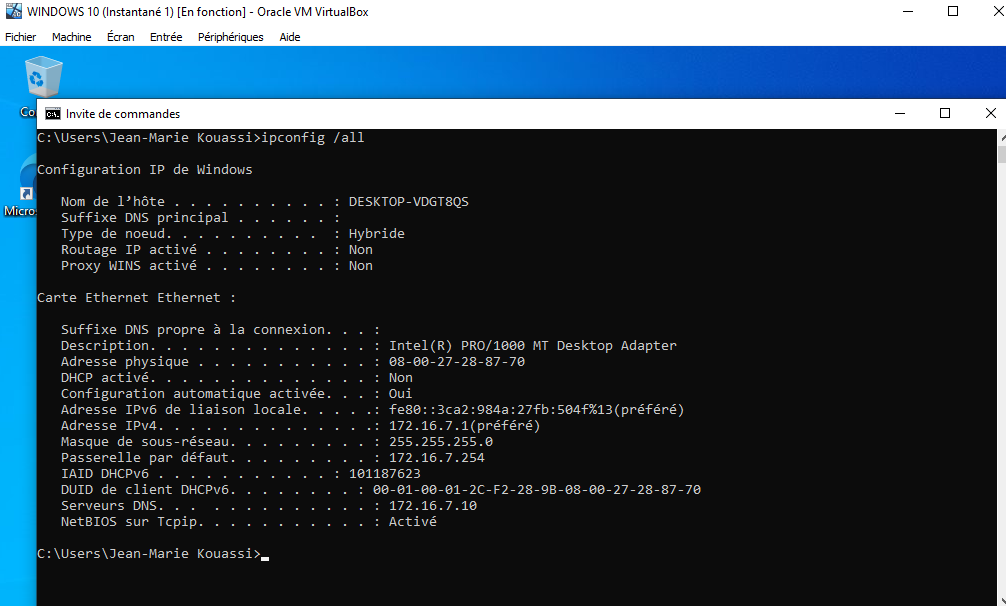 WINDOWS 10 (Instantané 1) [En fonction] - Oracle VM VirtualBox
Fichier Machine Écran Entrée Périphériques Aide
Invite de commandes
C:\Users\Jean-Marie Kouassi>ipconfig /all
Configuration IP de Windows
Nom de l’hôte . . . . . . . . . . : DESKTOP-VDGT8QS
Suffixe DNS principal . . . . . . :
Type de noeud. . . . . . . . . . : Hybride
Routage IP activé . . . . . . . . : Non
Proxy WINS activé . . . . . . . . : Non
Carte Ethernet Ethernet :
Suffixe DNS propre à la connexion. . . :
Description. . . . . . . . . . . . . . : Intel(R) PRO/1000 MT Desktop Adapter
Adresse physique . . . . . . . . . . . : 08-00-27-28-87-70
DHCP activé. . . . . . . . . . . . . . : Non
Configuration automatique activée. . . : Oui
Adresse IPv6 de liaison locale. . . . .: fe80::3ca2:984a:27fb:504f%13(préféré)
Adresse IPv4. . . . . . . . . . . . . .: 172.16.7.1(préféré)
Masque de sous-réseau. . . . . . . . . : 255.255.255.0
Passerelle par défaut. . . . . . . . . : 172.16.7.254
IAID DHCPv6 . . . . . . . . . . . : 101187623
DUID de client DHCPv6. . . . . . . . : 00-01-00-01-2C-F2-28-9B-08-00-27-28-87-70
Serveurs DNS. . . . . . . . . . . . . : 172.16.7.10
NetBIOS sur Tcpip. . . . . . . . . . . : Activé
C:\Users\Jean-Marie Kouassi>